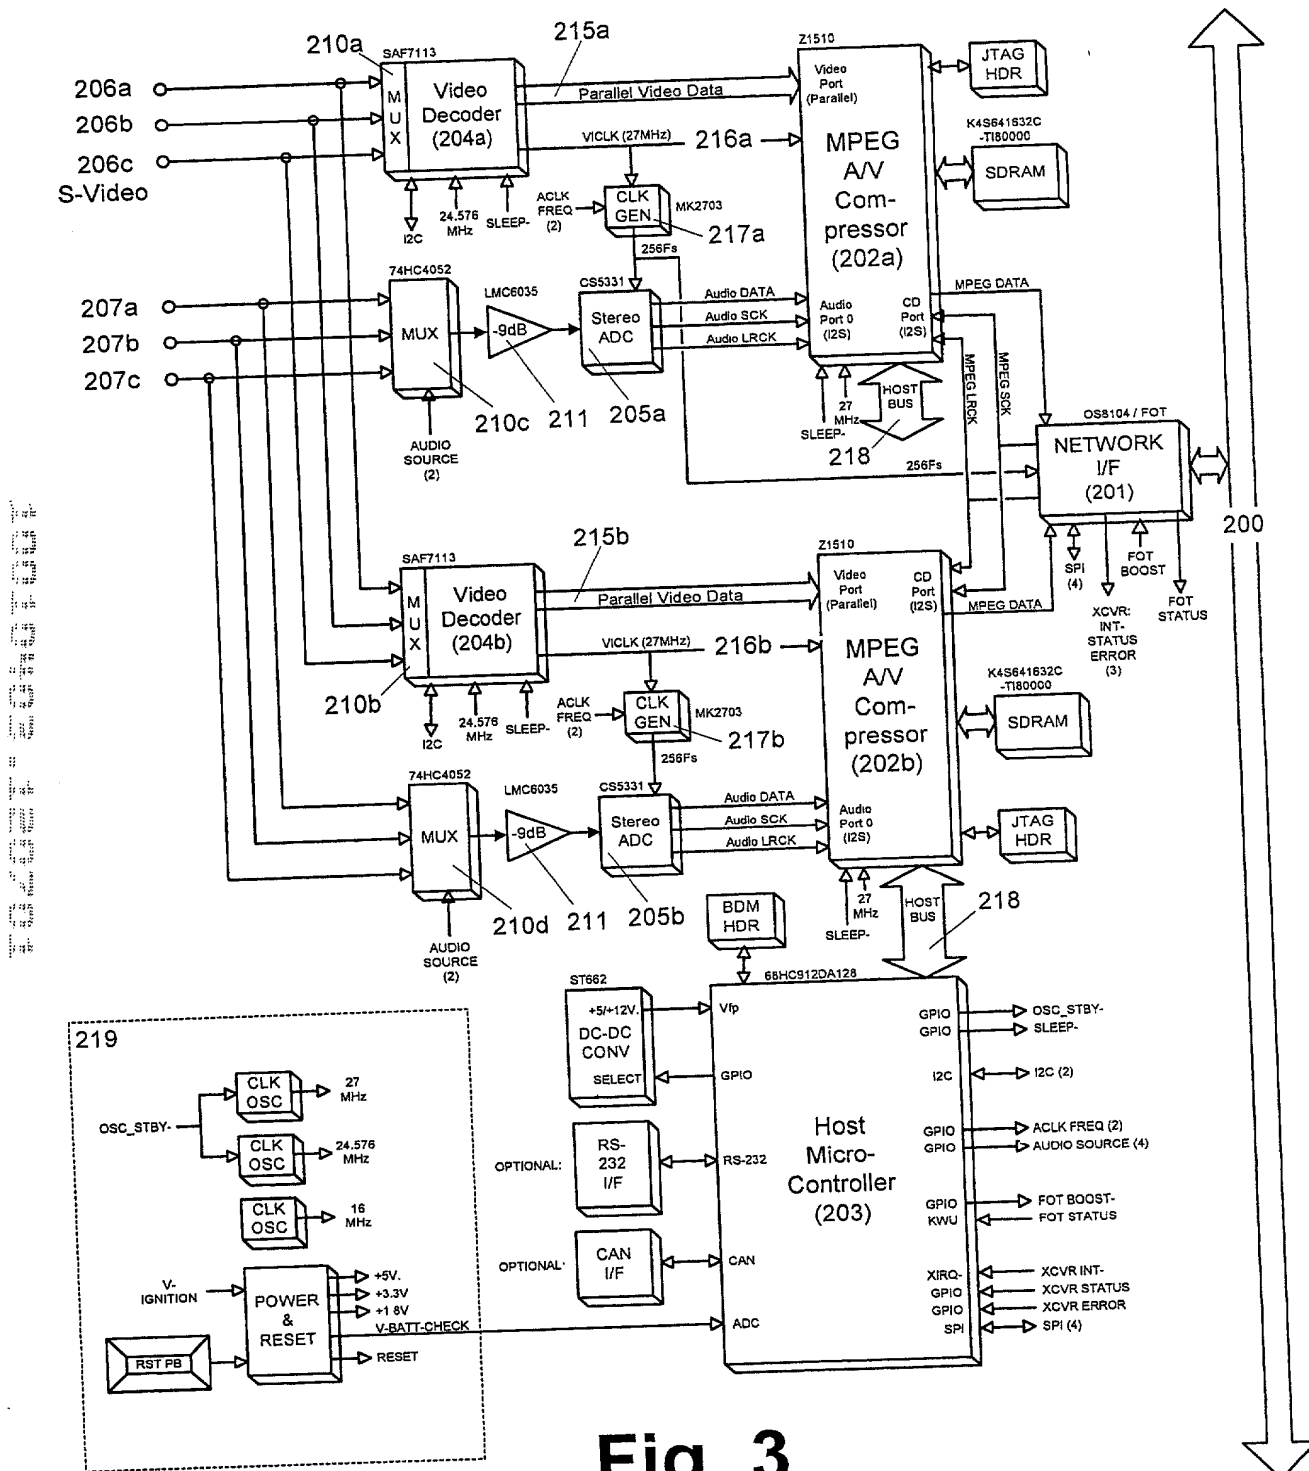 210a
SAF7113
215a
Z1510
206a
206b
206c
S-Video
MUX
Video
Decoder
(204a)
Parallel Video Data
VICLK (27MHz)
216a
Video
Port
(Parallel)
MPEG
A/V
Com-
pressor
(202a)
JTAG
HDR
K4S641632C
-TI80000
SDRAM
I2C
24.576
MHz
SLEEP-
ACLK
FREQ
(2)
CLK
GEN
MK2703
217a
256Fs
207a
207b
207c
74HC4052
MUX
LMC6035
-9dB
CS5331
Stereo
ADC
Audio DATA
Audio SCK
Audio LRCK
Audio
Port 0
(I2S)
CD
Port
(I2S)
MPEG DATA
MPEG LRCK
MPEG SCK
210c
211
205a
AUDIO
SOURCE
(2)
SLEEP-
27
MHz
HOST
BUS
218
256Fs
OS8104 / FOT
NETWORK
I/F
(201)
200
SPI
(4)
FOT
BOOST
XCVR:
INT-
STATUS
ERROR
(3)
FOT
STATUS
SAF7113
215b
Z1510
MUX
Video
Decoder
(204b)
Parallel Video Data
VICLK (27MHz)
216b
Video
Port
(Parallel)
CD
Port
(I2S)
MPEG DATA
MPEG
A/V
Com-
pressor
(202b)
K4S641632C
-TI80000
SDRAM
210b
I2C
24.576
MHz
SLEEP-
ACLK
FREQ
(2)
CLK
GEN
MK2703
217b
256Fs
74HC4052
MUX
LMC6035
-9dB
CS5331
Stereo
ADC
Audio DATA
Audio SCK
Audio LRCK
Audio
Port 0
(I2S)
JTAG
HDR
210d
211
205b
AUDIO
SOURCE
(2)
BDM
HDR
SLEEP-
27
MHz
HOST
BUS
218
ST662
68HC912DA128
+5/+12V.
DC-DC
CONV
SELECT
Vfp
GPIO
GPIO
OSC_STBY-
GPIO
SLEEP-
I2C
I2C (2)
Host
Micro-
Controller
(203)
GPIO
ACLK FREQ (2)
GPIO
AUDIO SOURCE (4)
OPTIONAL:
RS-
232
I/F
RS-232
GPIO
FOT BOOST-
KWU
FOT STATUS
OPTIONAL:
CAN
I/F
CAN
XIRQ-
XCVR INT-
GPIO
XCVR STATUS
GPIO
XCVR ERROR
SPI
SPI (4)
ADC
219
OSC_STBY-
CLK
OSC
27
MHz
CLK
OSC
24.576
MHz
CLK
OSC
16
MHz
V-
IGNITION
POWER
&
RESET
+5V.
+3.3V
+1 8V
V-BATT-CHECK
RESET
RST PB
Fig. 3